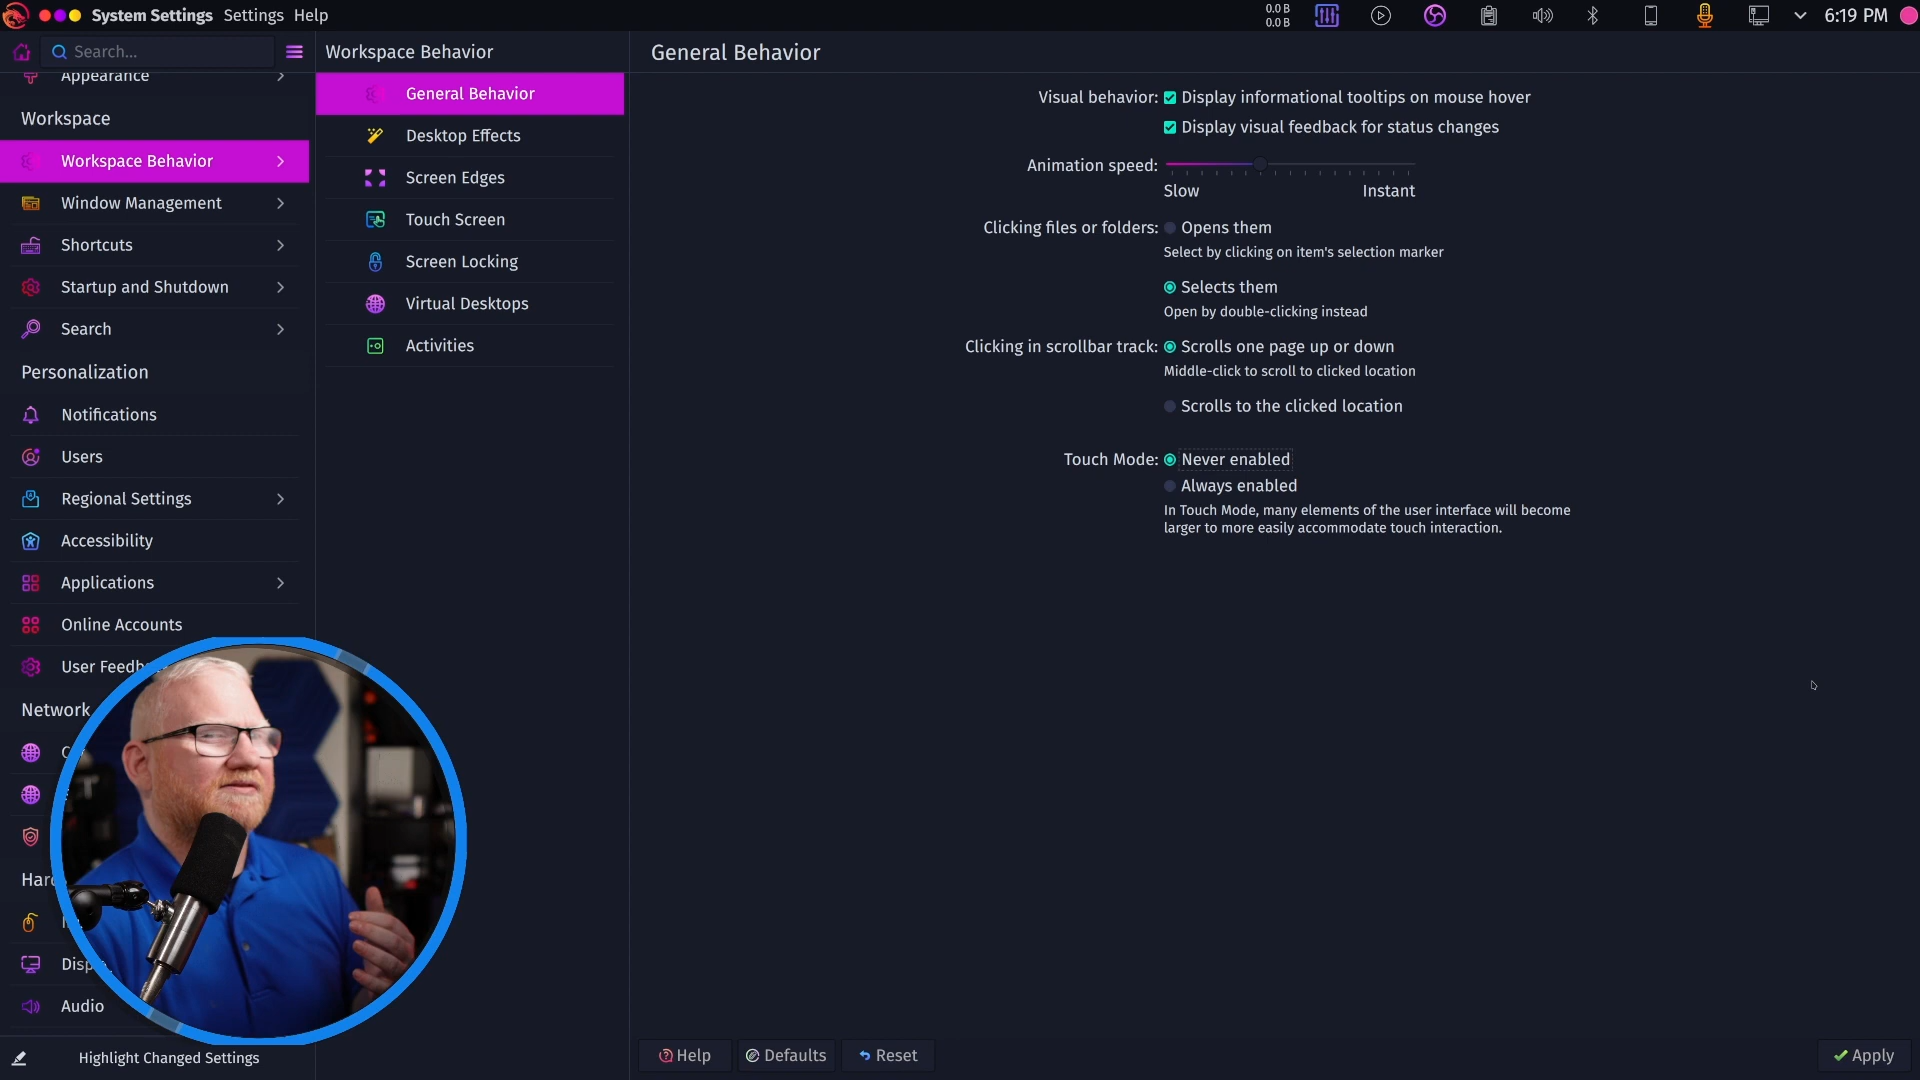 System Settings Settings Help
0.0 B
0.0 B
6:19 PM
Search...
Appearance
Workspace
Workspace Behavior
Window Management
Shortcuts
Startup and Shutdown
Search
Personalization
Notifications
Users
Regional Settings
Accessibility
Applications
Online Accounts
User Feedb
Network
Audio
Highlight Changed Settings
Workspace Behavior
General Behavior
Desktop Effects
Screen Edges
Touch Screen
Screen Locking
Virtual Desktops
Activities
General Behavior
Visual behavior: Display informational tooltips on mouse hover
Display visual feedback for status changes
Animation speed:
Slow Instant
Clicking files or folders: Opens them
Select by clicking on item's selection marker
Selects them
Open by double-clicking instead
Clicking in scrollbar track: Scrolls one page up or down
Middle-click to scroll to clicked location
Scrolls to the clicked location
Touch Mode: Never enabled
Always enabled
In Touch Mode, many elements of the user interface will become
larger to more easily accommodate touch interaction.
Help Defaults Reset Apply